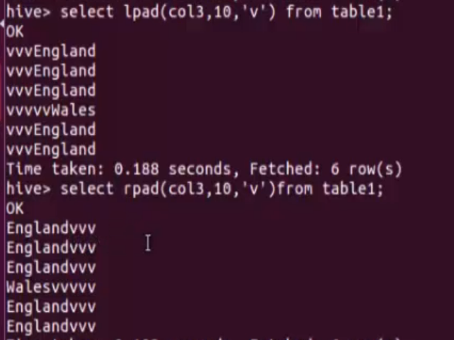 hive> select lpad(col3,10,'v') from table1;
OK
vvvEngland
vvvEngland
vvvEngland
vvvvvWales
vvvEngland
vvvEngland
Time taken: 0.188 seconds, Fetched: 6 row(s)
hive> select rpad(col3,10,'v')from table1;
OK
Englandvvv
Englandvvv
Englandvvv
Walesvvvvv
Englandvvv
Englandvvv